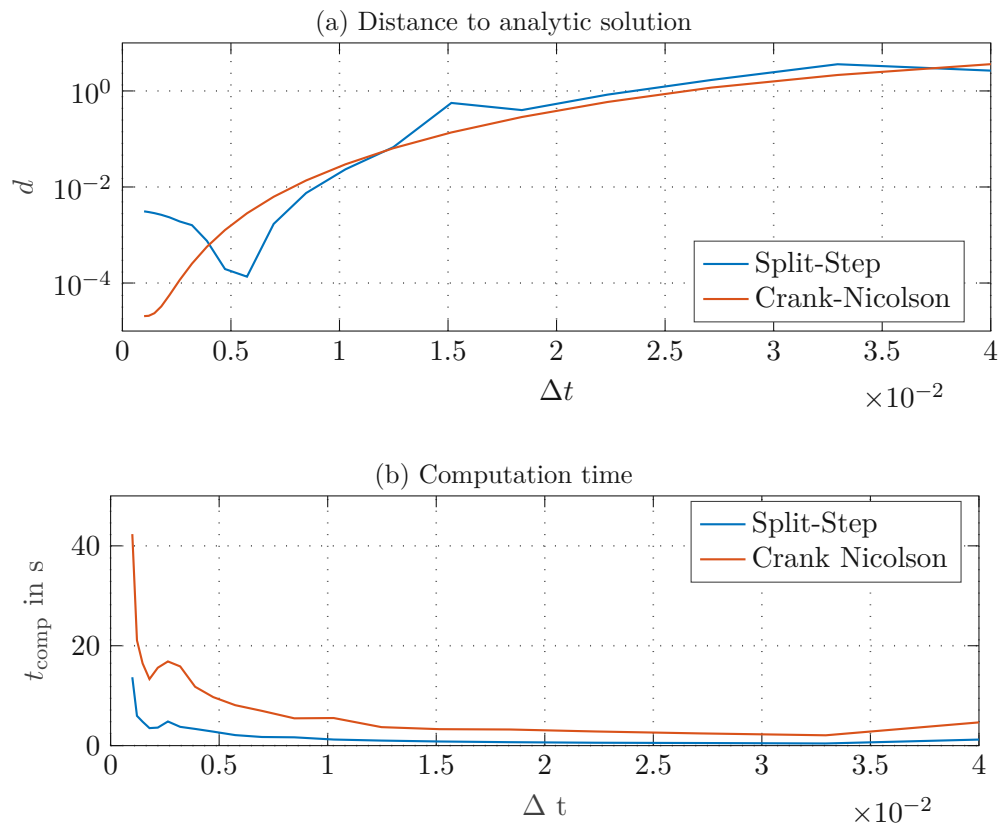 (a) Distance to analytic solution
10⁰
10⁻²
10⁻⁴
d
Split-Step
Crank-Nicolson
0 0.5 1 1.5 2 2.5 3 3.5 4
Δt
×10⁻²
(b) Computation time
40
20
0
t_comp in s
Split-Step
Crank Nicolson
0 0.5 1 1.5 2 2.5 3 3.5 4
Δ t
×10⁻²